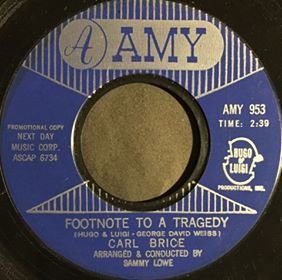 A AMY
AMY 953
TIME: 2:39
PROMOTIONAL COPY
NEXT DAY
MUSIC CORP.
ASCAP 6734
HUGO
&
LUIGI
PRODUCTIONS, INC.
FOOTNOTE TO A TRAGEDY
(HUGO & LUIGI - GEORGE DAVID WEISS)
CARL BRICE
ARRANGED & CONDUCTED BY
SAMMY LOWE